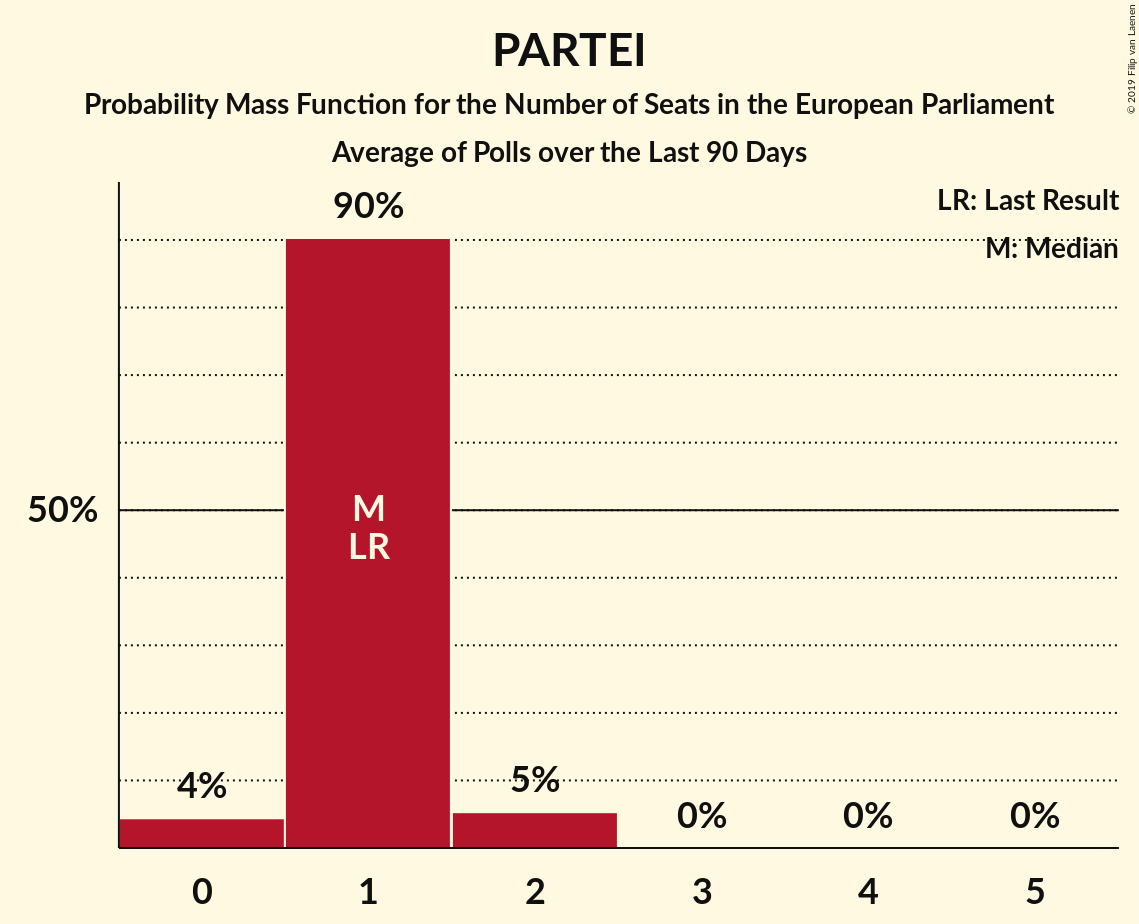 PARTEI
Probability Mass Function for the Number of Seats in the European Parliament
Average of Polls over the Last 90 Days
© 2019 Filip van Laenen
LR: Last Result
M: Median
90%
50%
M
LR
4%
5%
0%
0%
0%
0
1
2
3
4
5